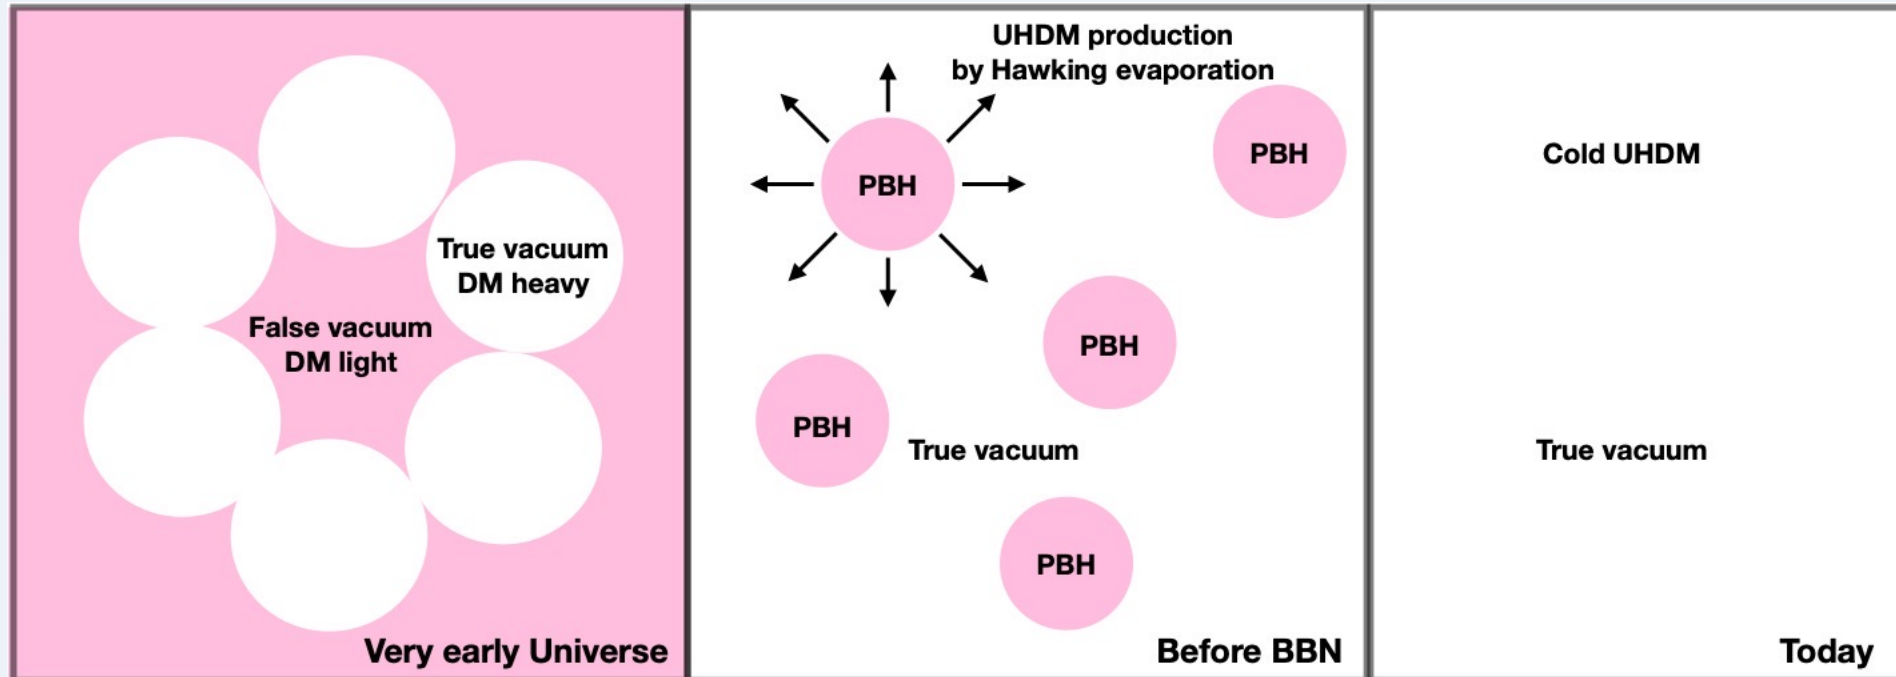 True vacuum
DM heavy
False vacuum
DM light
Very early Universe
UHDM production
by Hawking evaporation
PBH
PBH
PBH
PBH
True vacuum
PBH
Before BBN
Cold UHDM
True vacuum
Today